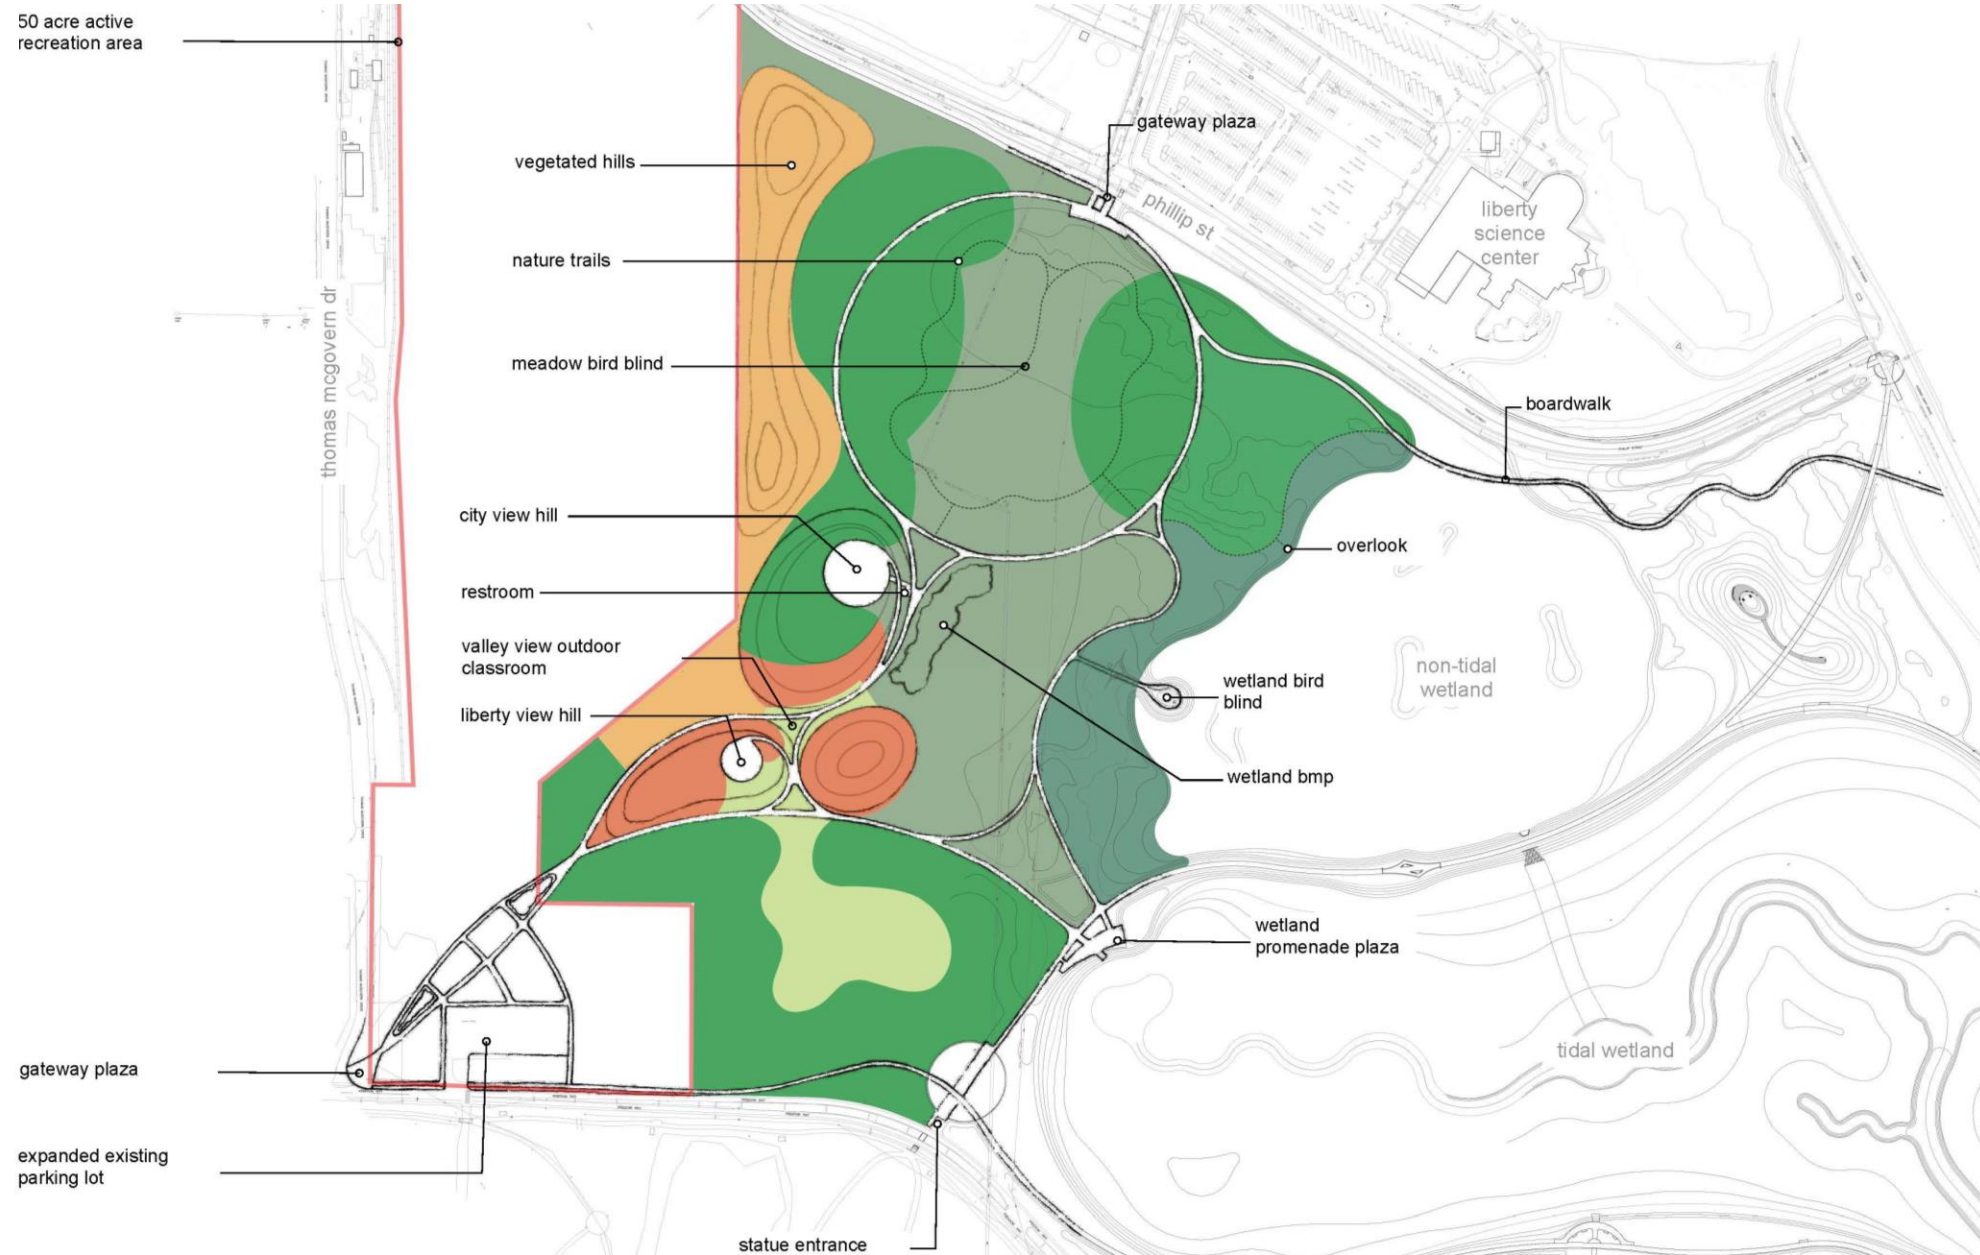 50 acre active
recreation area
gateway plaza
vegetated hills
phillip st
liberty
science
center
nature trails
thomas mcgovern dr
meadow bird blind
boardwalk
city view hill
overlook
restroom
valley view outdoor
classroom
non-tidal
wetland
wetland bird
blind
liberty view hill
wetland bmp
wetland
promenade plaza
tidal wetland
gateway plaza
expanded existing
parking lot
statue entrance